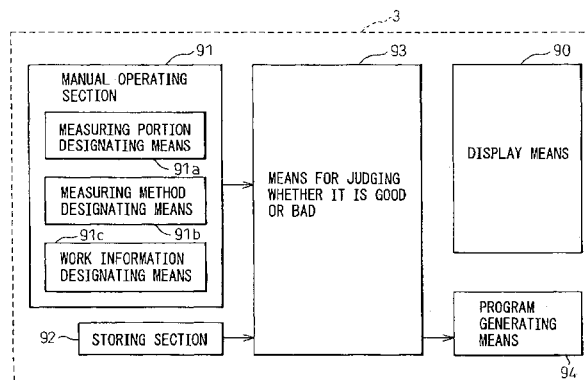 3
91
MANUAL OPERATING
SECTION
MEASURING PORTION
DESIGNATING MEANS
91a
MEASURING METHOD
DESIGNATING MEANS
91c
91b
WORK INFORMATION
DESIGNATING MEANS
92
STORING SECTION
93
MEANS FOR JUDGING
WHETHER IT IS GOOD
OR BAD
90
DISPLAY MEANS
PROGRAM
GENERATING
MEANS
94